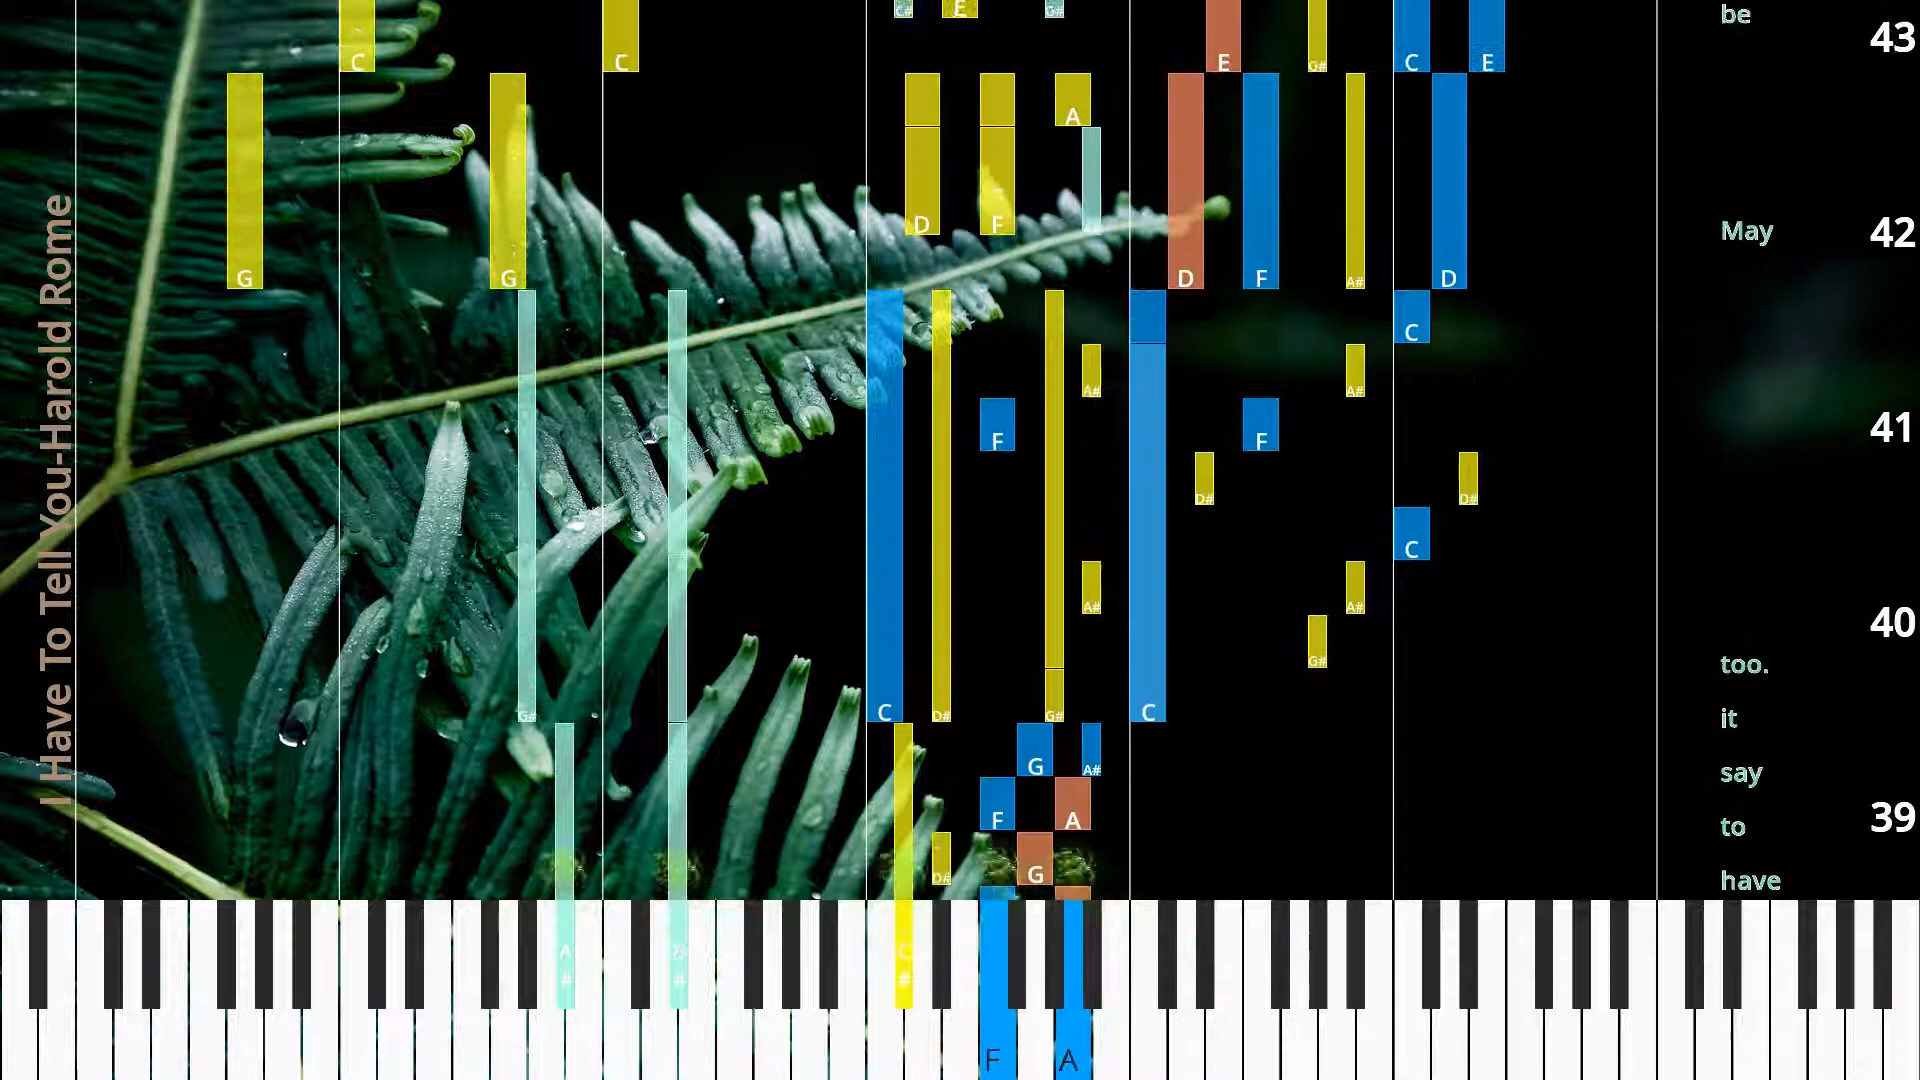 I Have To Tell You-Harold Rome
C
C
C#
E
G#
E
G#
C
E
be
43
A
D
F
May
42
G
G
D
F
A#
D
C
A#
A#
F
F
41
D#
D#
C
A#
A#
40
G#
too.
G#
C
D#
G#
C
it
G
A#
say
F
A
39
to
G
D#
have
A
#
C
#
F
A